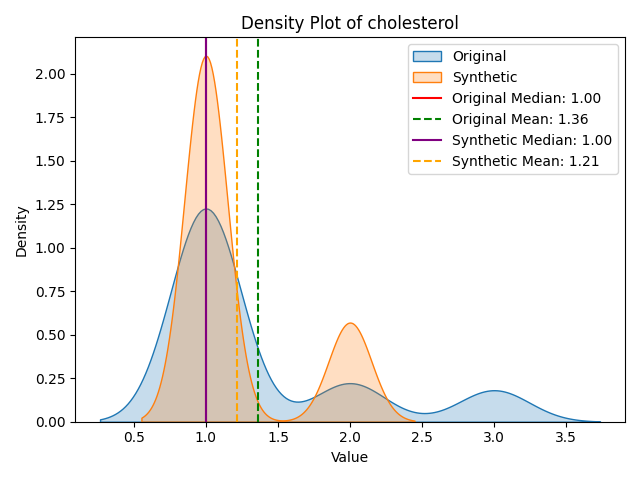 Density Plot of cholesterol
Original
Synthetic
Original Median: 1.00
Original Mean: 1.36
Synthetic Median: 1.00
Synthetic Mean: 1.21
Density
2.00
1.75
1.50
1.25
1.00
0.75
0.50
0.25
0.00
0.5 1.0 1.5 2.0 2.5 3.0 3.5
Value